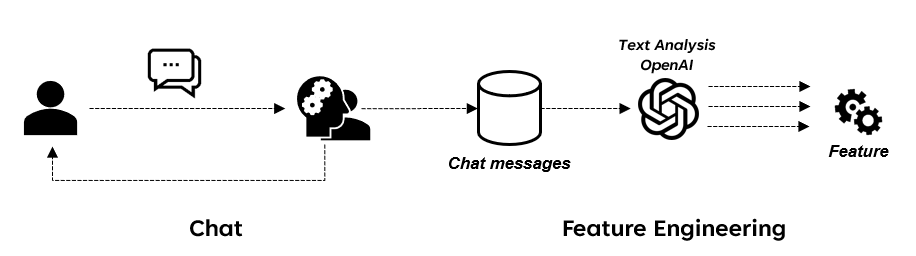 Text Analysis
OpenAI
Chat messages
Feature
Chat
Feature Engineering